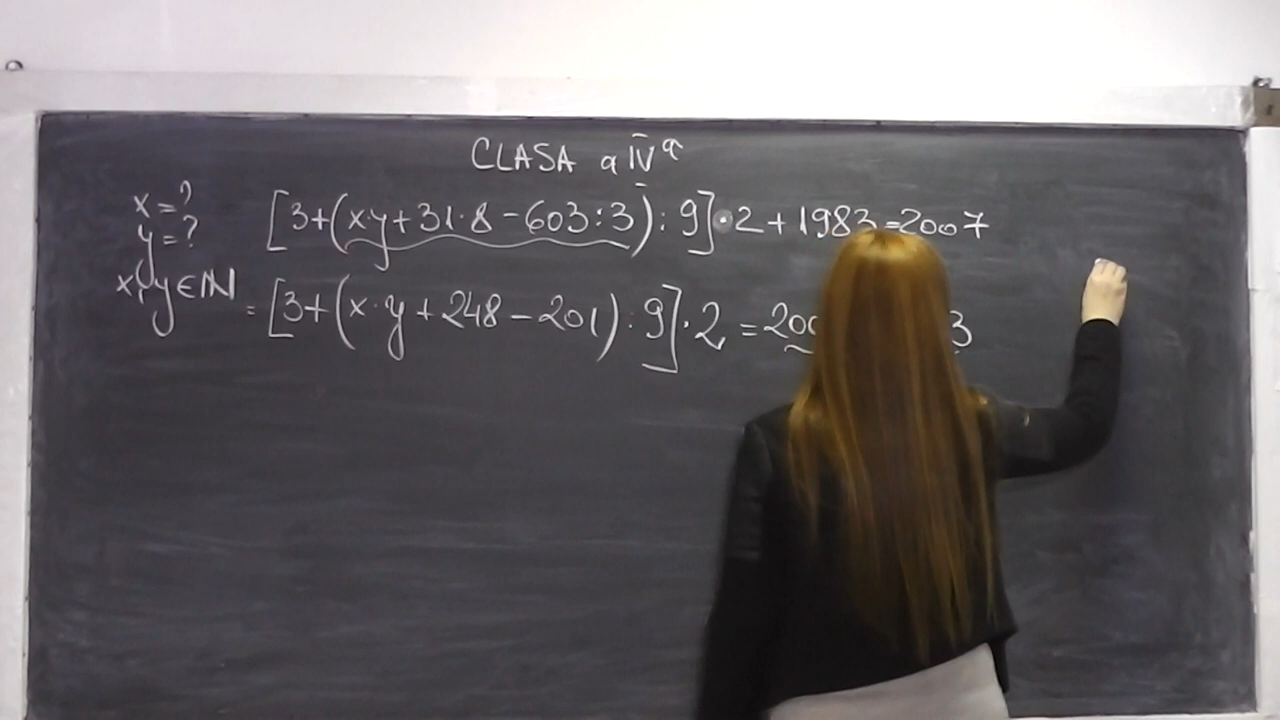 CLASA a IVª
x=? [3+(x·y+31·8-603:3):9]·2+1983=2007
y=?
x,y∈ℕ =[3+(x·y+248-201):9]·2=200 3